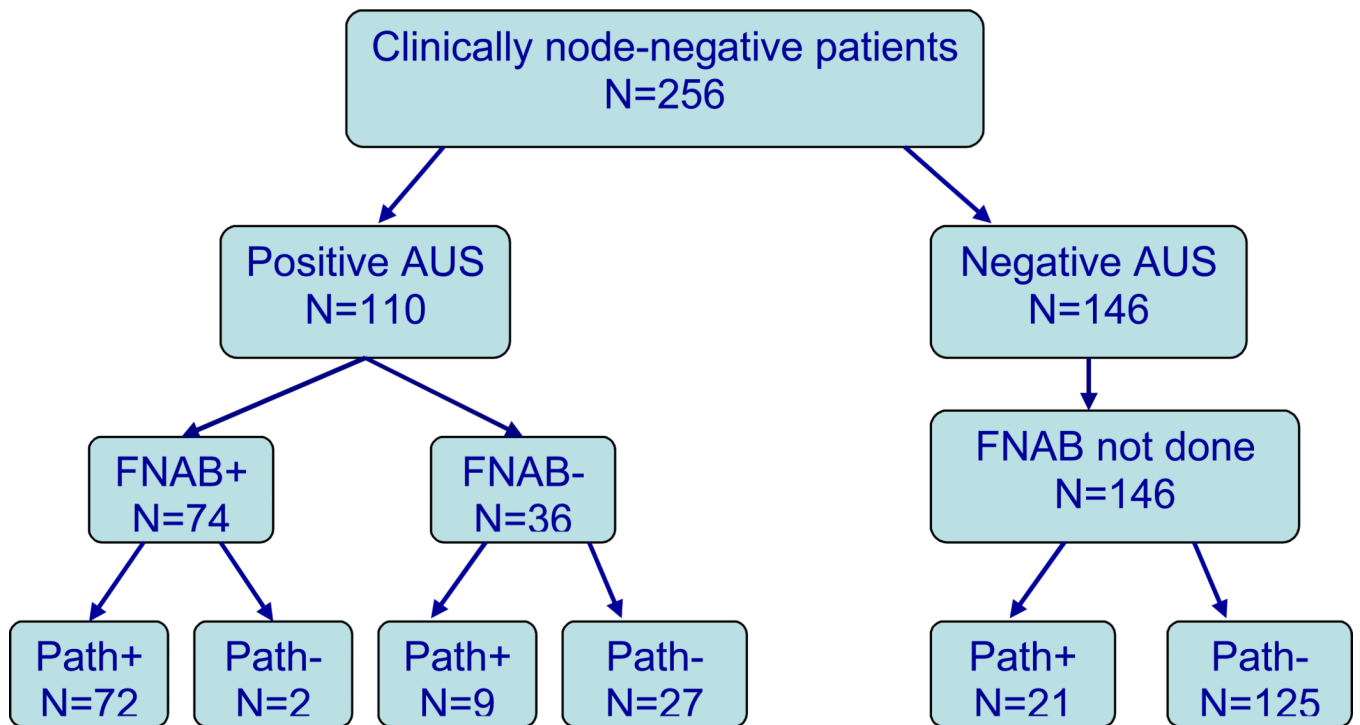 Clinically node-negative patients
N=256
Positive AUS
N=110
Negative AUS
N=146
FNAB+
N=74
FNAB-
N=36
FNAB not done
N=146
Path+
N=72
Path-
N=2
Path+
N=9
Path-
N=27
Path+
N=21
Path-
N=125